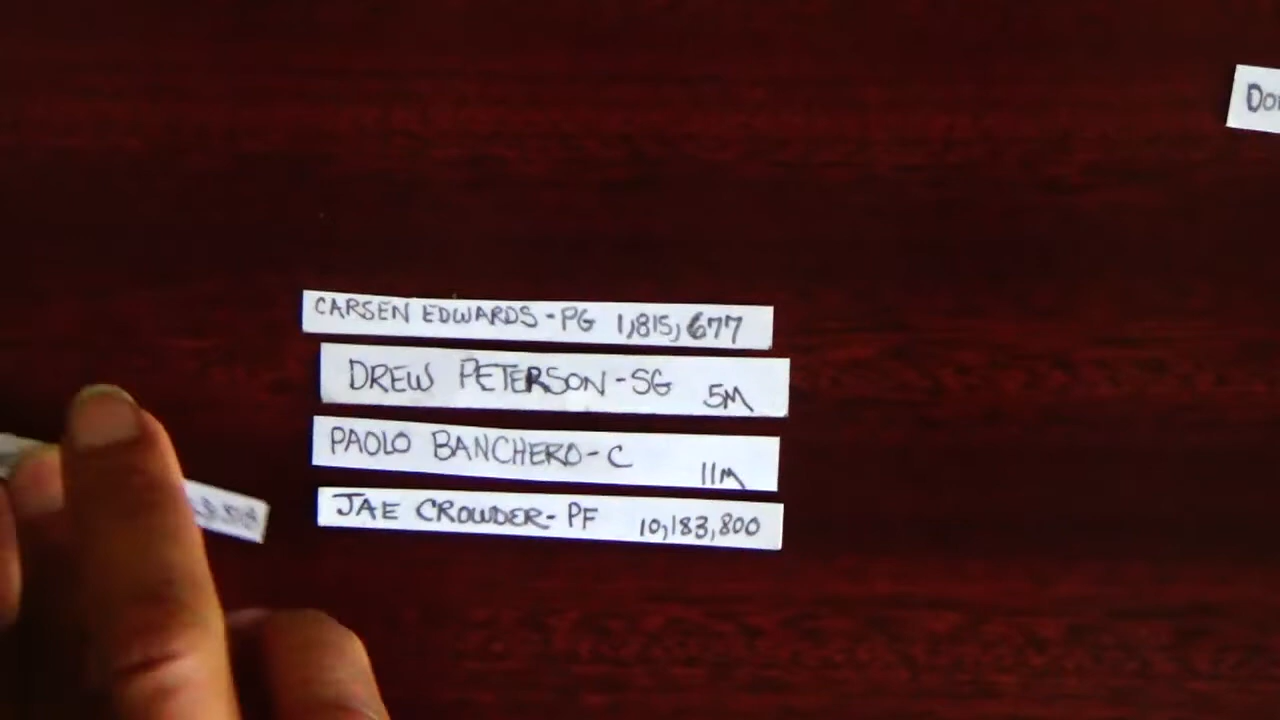 Do
CARSEN EDWARDS-PG 1,815,677
DREW PETERSON-SG 5M
PAOLO BANCHERO-C 11M
JAE CROWDER-PF 10,183,800